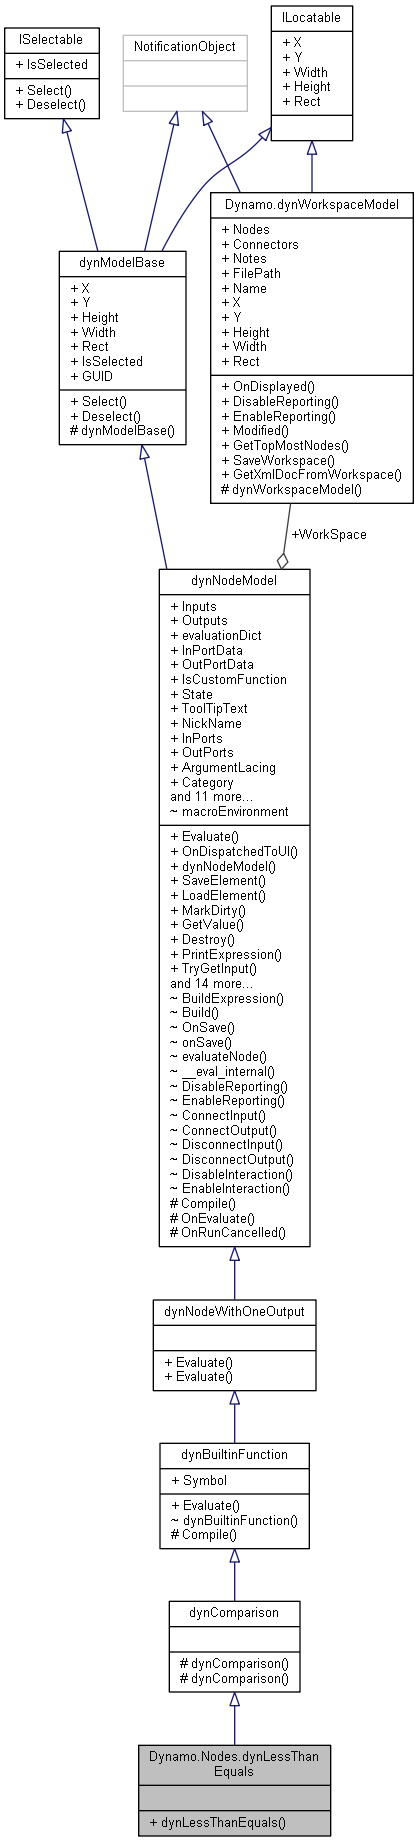 ISelectable
+ IsSelected
+ Select()
+ Deselect()
NotificationObject
ILocatable
+ X
+ Y
+ Width
+ Height
+ Rect
dynModelBase
+ X
+ Y
+ Height
+ Width
+ Rect
+ IsSelected
+ GUID
+ Select()
+ Deselect()
# dynModelBase()
Dynamo.dynWorkspaceModel
+ Nodes
+ Connectors
+ Notes
+ FilePath
+ Name
+ X
+ Y
+ Height
+ Width
+ Rect
+ OnDisplayed()
+ DisableReporting()
+ EnableReporting()
+ Modified()
+ GetTopMostNodes()
+ SaveWorkspace()
+ GetXmlDocFromWorkspace()
# dynWorkspaceModel()
+WorkSpace
dynNodeModel
+ Inputs
+ Outputs
+ evaluationDict
+ InPortData
+ OutPortData
+ IsCustomFunction
+ State
+ ToolTipText
+ NickName
+ InPorts
+ OutPorts
+ ArgumentLacing
+ Category
and 11 more...
~ macroEnvironment
+ Evaluate()
+ OnDispatchedToUI()
+ dynNodeModel()
+ SaveElement()
+ LoadElement()
+ MarkDirty()
+ GetValue()
+ Destroy()
+ PrintExpression()
+ TryGetInput()
and 14 more...
~ BuildExpression()
~ Build()
~ OnSave()
~ onSave()
~ evaluateNode()
~ __eval_internal()
~ DisableReporting()
~ EnableReporting()
~ ConnectInput()
~ ConnectOutput()
~ DisconnectInput()
~ DisconnectOutput()
~ DisableInteraction()
~ EnableInteraction()
# Compile()
# OnEvaluate()
# OnRunCancelled()
dynNodeWithOneOutput
+ Evaluate()
+ Evaluate()
dynBuiltinFunction
+ Symbol
+ Evaluate()
~ dynBuiltinFunction()
# Compile()
dynComparison
# dynComparison()
# dynComparison()
Dynamo.Nodes.dynLessThan
Equals
+ dynLessThanEquals()